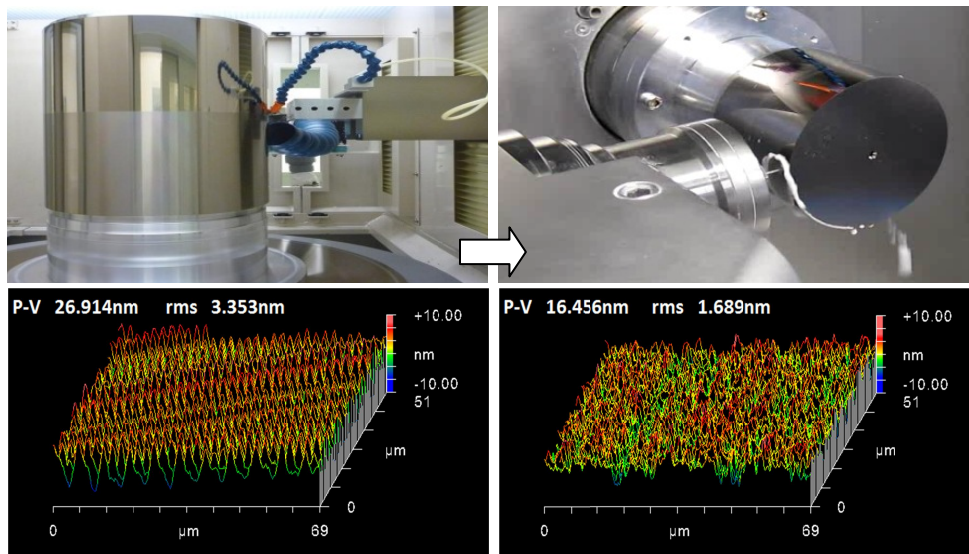 P-V 26.914nm rms 3.353nm
+10.00
nm
-10.00
51
µm
0
0 µm 69
P-V 16.456nm rms 1.689nm
+10.00
nm
-10.00
51
µm
0
0 µm 69